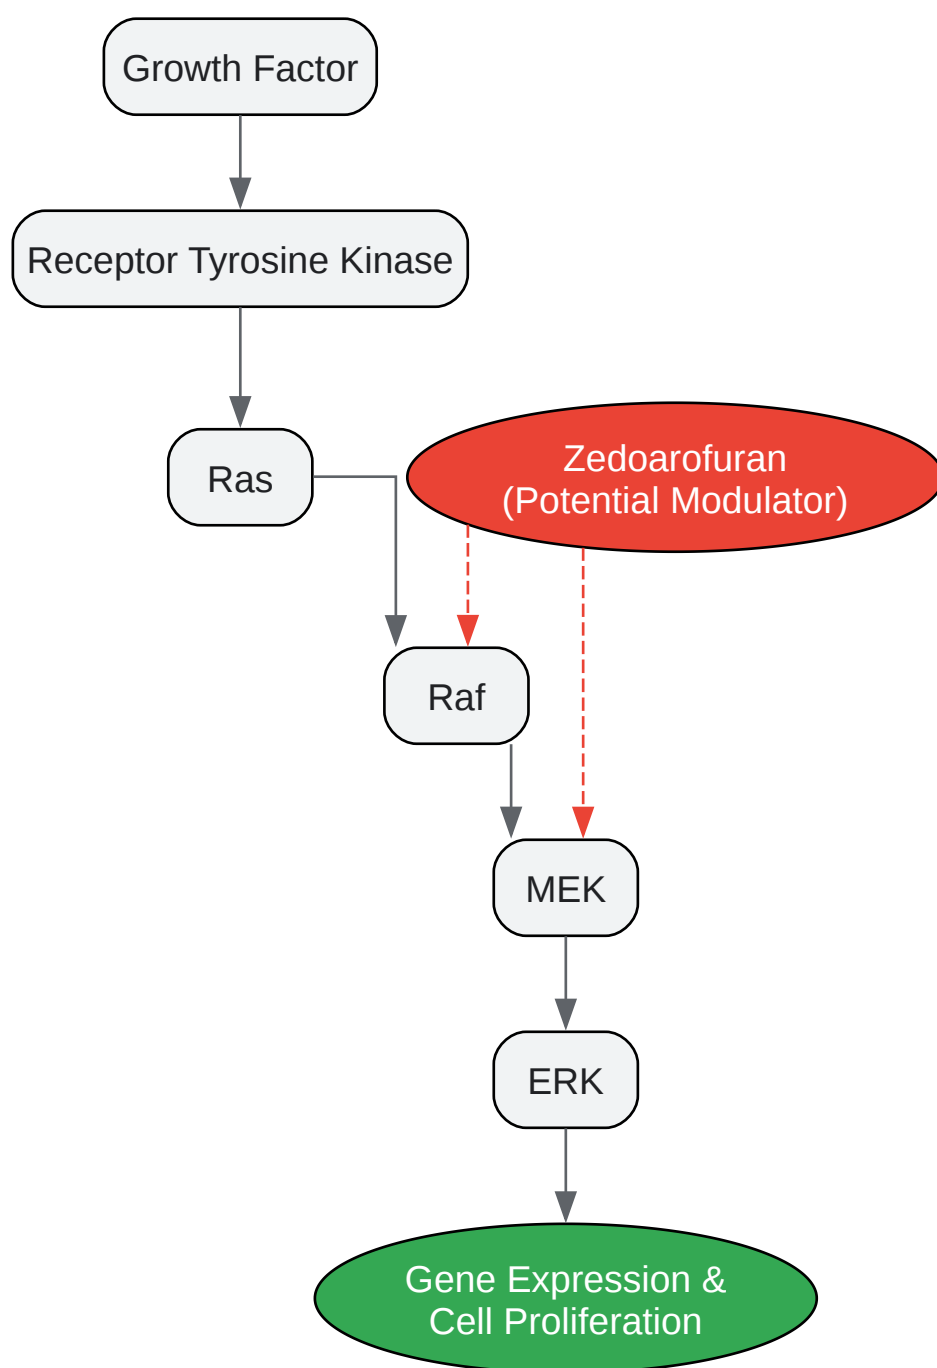 Growth Factor
Receptor Tyrosine Kinase
Ras
Zedoarofuran
(Potential Modulator)
Raf
MEK
ERK
Gene Expression &
Cell Proliferation